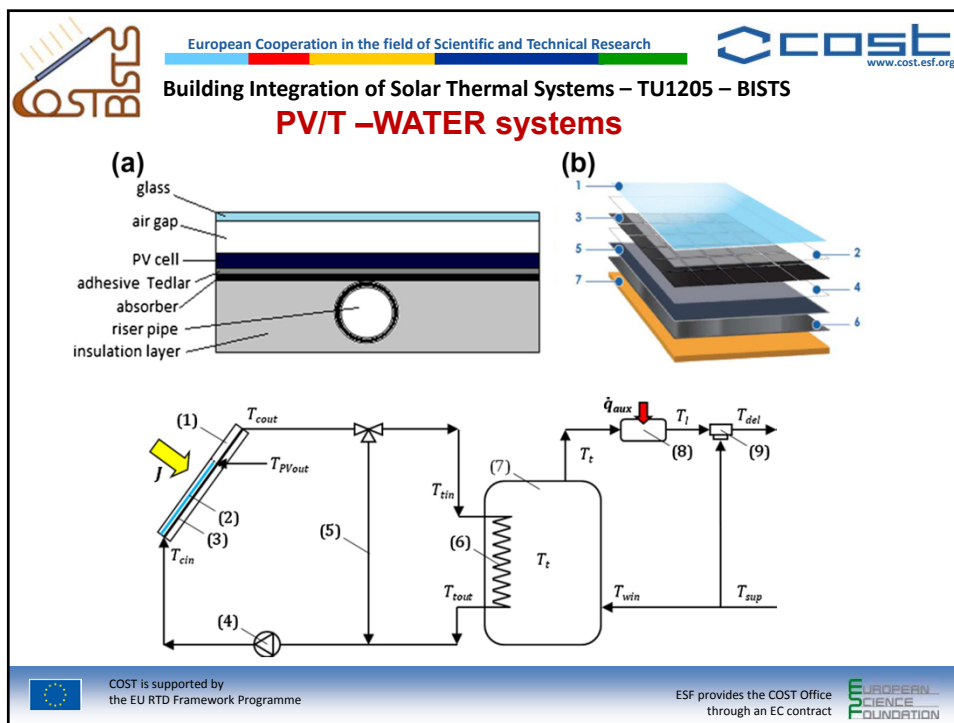 COSTBISTS
European Cooperation in the field of Scientific and Technical Research
cost
www.cost.esf.org
Building Integration of Solar Thermal Systems – TU1205 – BISTS
PV/T –WATER systems
(a)
glass
air gap
PV cell
adhesive Tedlar
absorber
riser pipe
insulation layer
(b)
1
3
5
7
2
4
6
(1)
T_cout
J
T_PVout
(2)
(3)
T_cin
(4)
(5)
T_tin
(6)
T_tout
(7)
T_t
T_t
q̇_aux
(8)
T_l
T_del
(9)
T_win
T_sup
COST is supported by
the EU RTD Framework Programme
ESF provides the COST Office
through an EC contract
EUROPEAN
SCIENCE
FOUNDATION